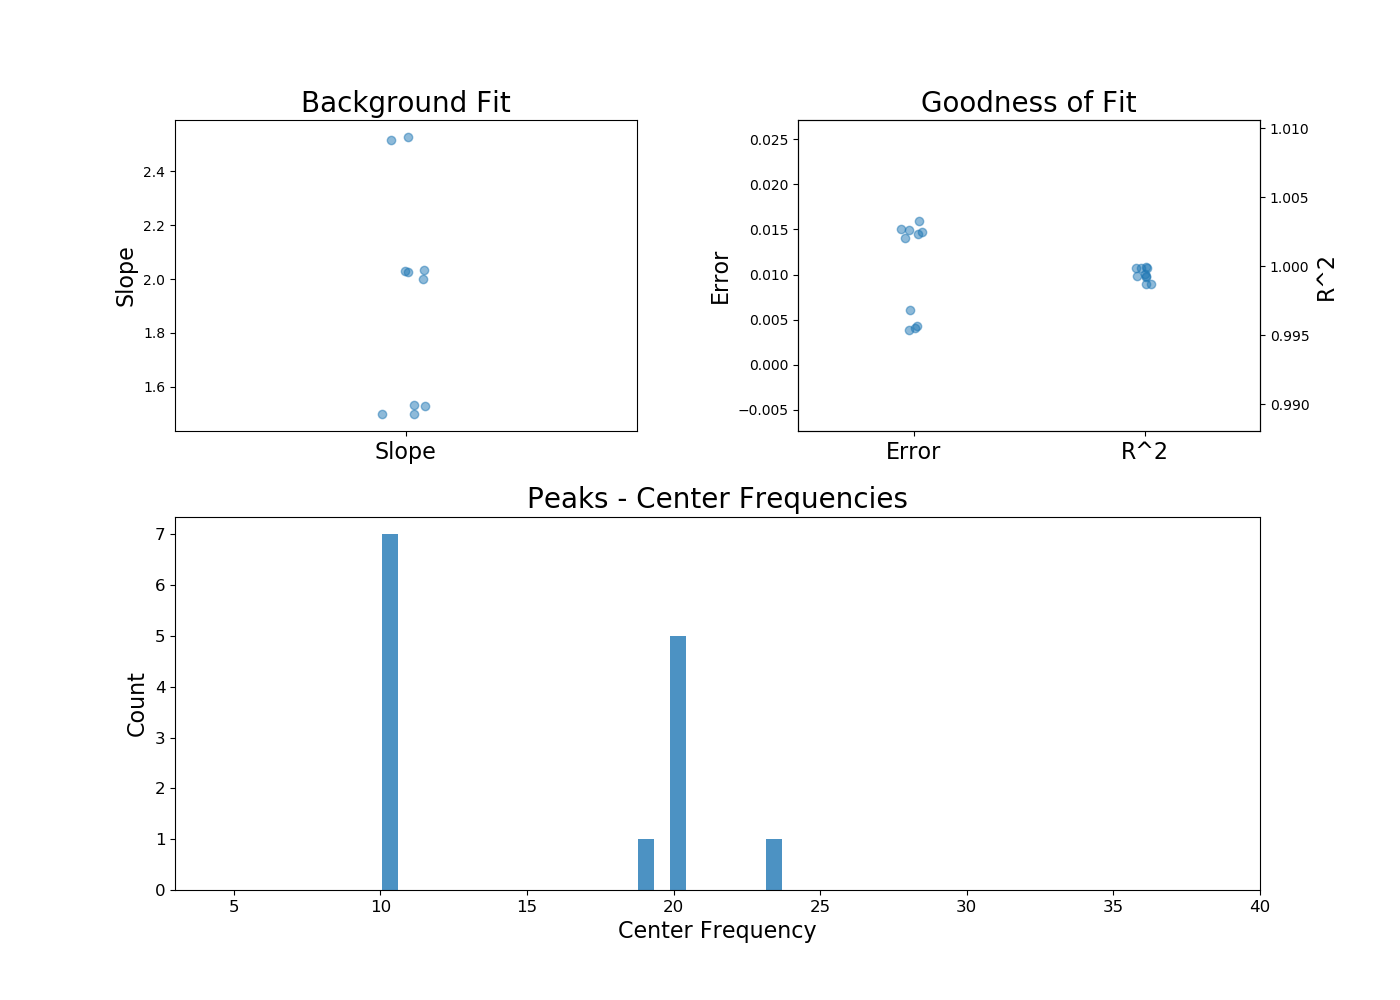 Background Fit
Slope
2.4
2.2
2.0
1.8
1.6
Slope
Goodness of Fit
Error
0.025
0.020
0.015
0.010
0.005
0.000
−0.005
1.010
1.005
1.000
0.995
0.990
R^2
Error R^2
Peaks - Center Frequencies
Count
7
6
5
4
3
2
1
0
5 10 15 20 25 30 35 40
Center Frequency